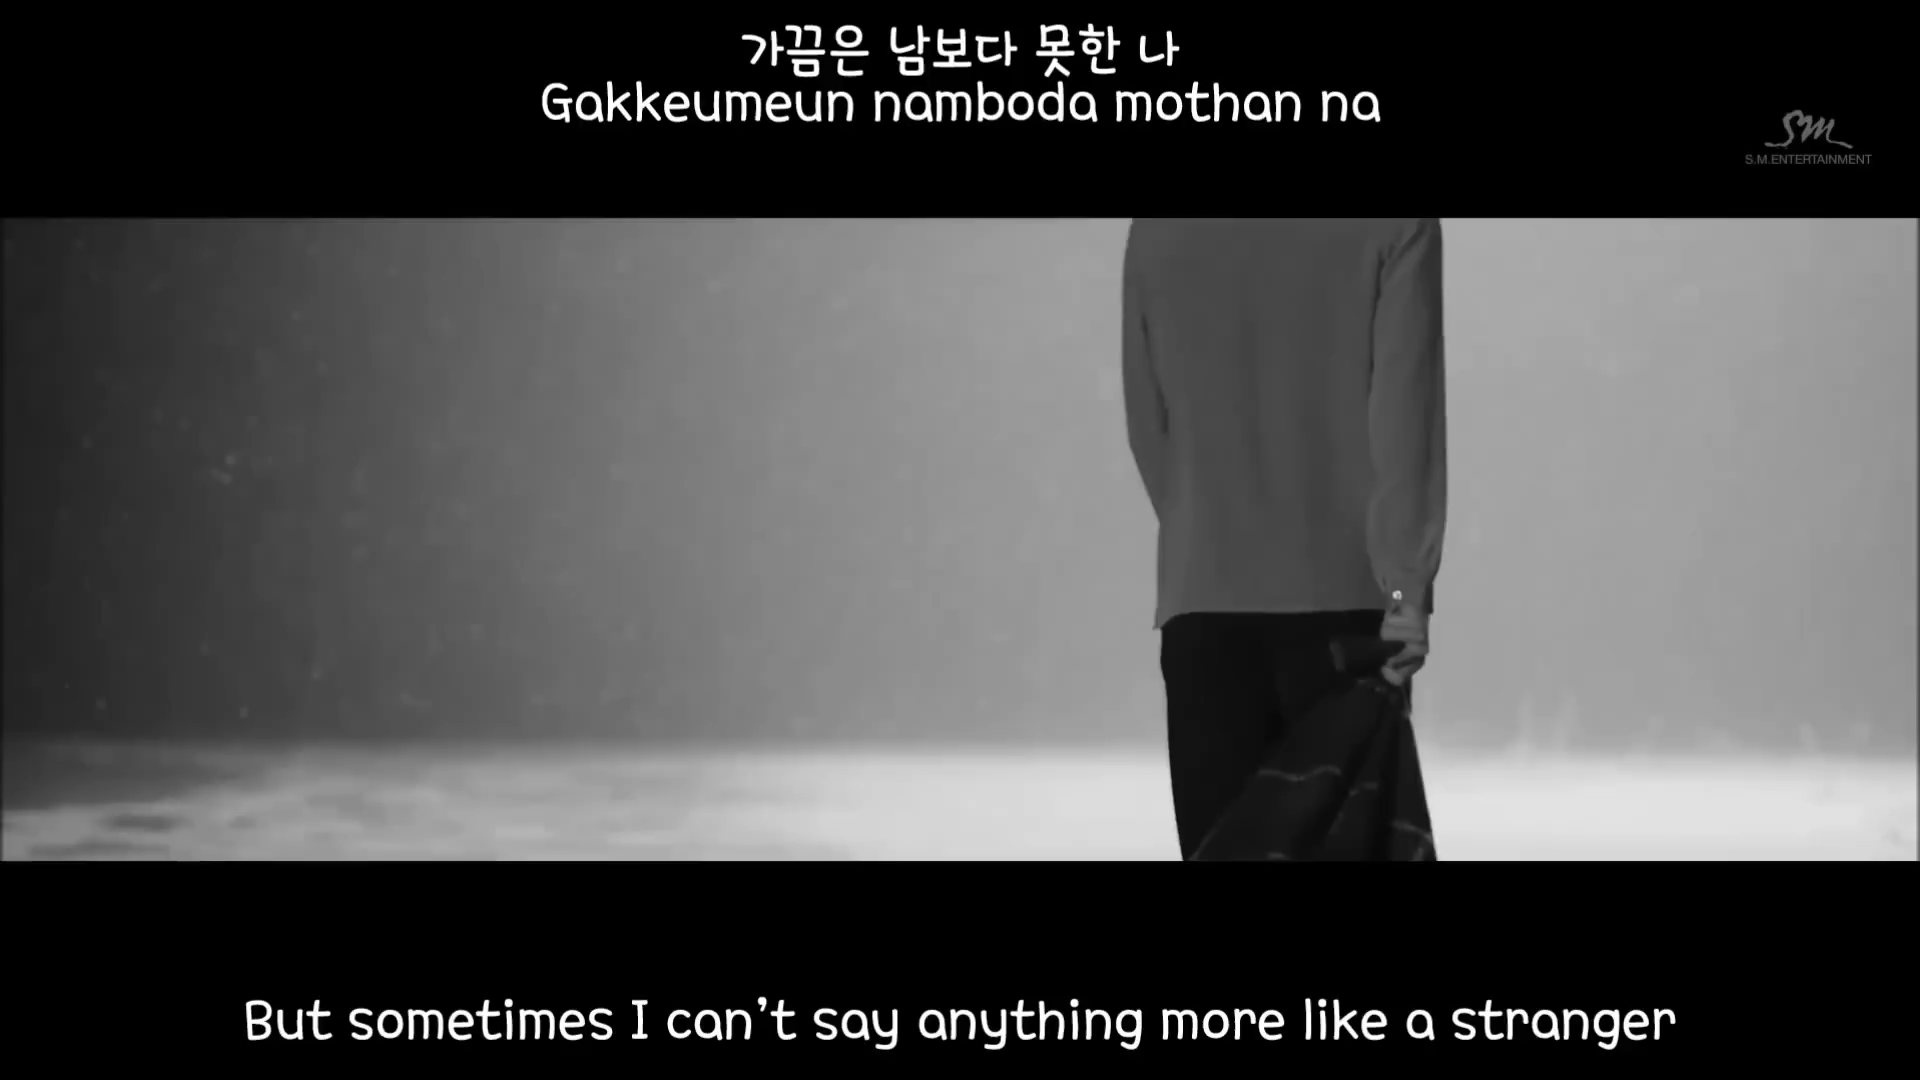 가끔은 남보다 못한 나
Gakkeumeun namboda mothan na
SM
S.M.ENTERTAINMENT
But sometimes I can't say anything more like a stranger